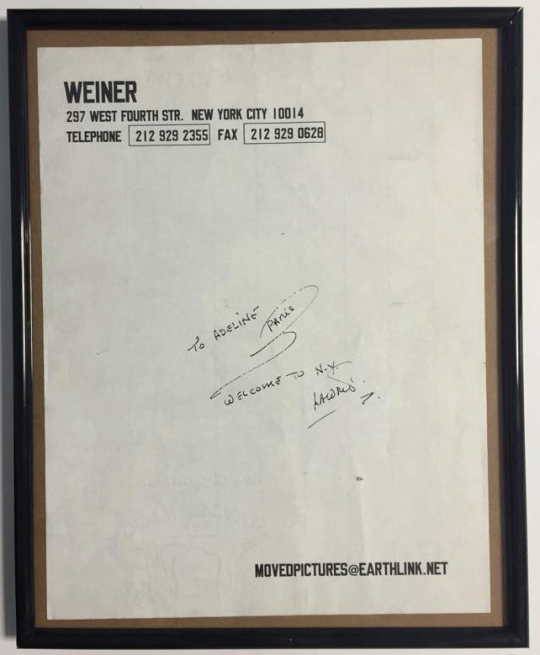 WEINER
297 WEST FOURTH STR. NEW YORK CITY 10014
TELEPHONE 212 929 2355 FAX 212 929 0628
TO ADELINE PARIS
WELCOME TO N.Y.
MOVEDPICTURES@EARTHLINK.NET